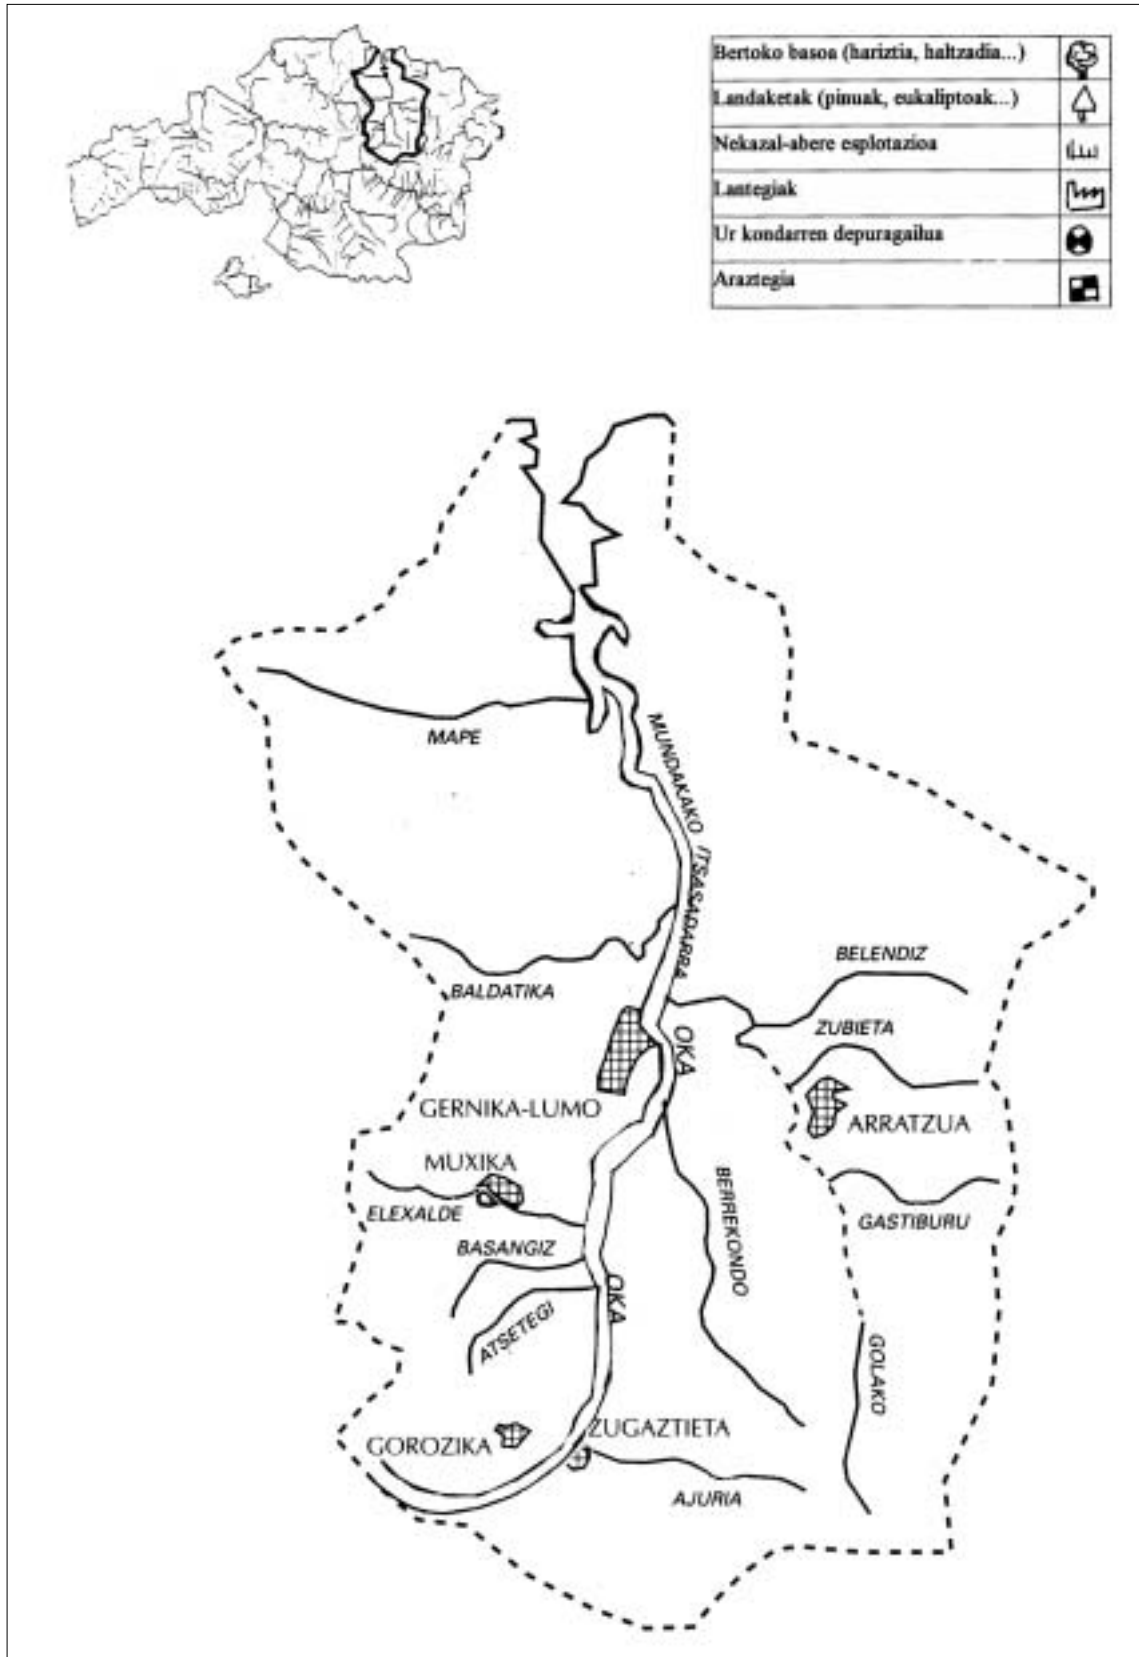 Bertoko basoa (hariztia, haltzadia...)
Landaketak (pinuak, eukaliptoak...)
Nekazal-abere esplotazioa
Lantegiak
Ur kondarren depuragailua
Araztegia
MAPE
MUNDAKAKO ITSASADARRA
BALDATIKA
BELENDIZ
ZUBIETA
OKA
GERNIKA-LUMO
ARRATZUA
MUXIKA
ELEXALDE
BERREKONDO
GASTIBURU
BASANGIZ
OKA
ATSETEGI
GOLAKO
ZUGAZTIETA
GOROZIKA
AJURIA